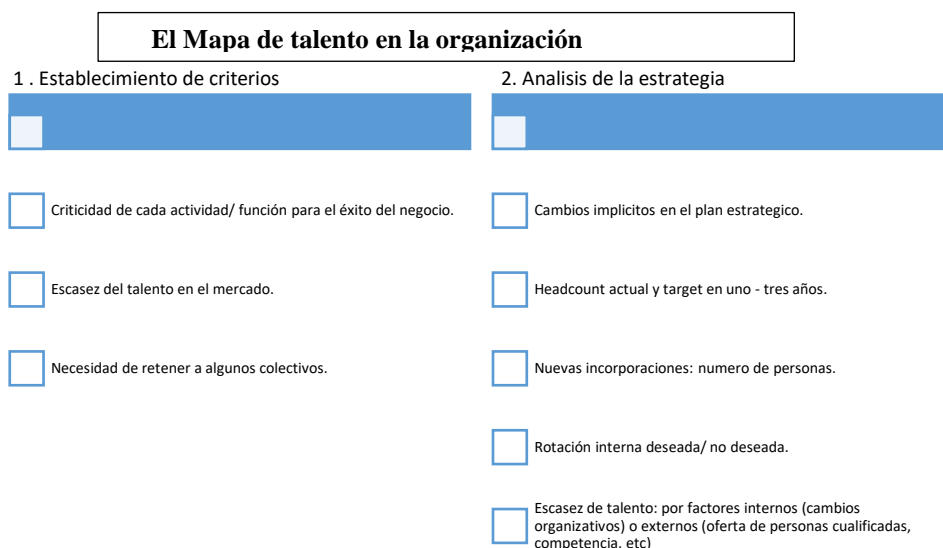 El Mapa de talento en la organización
1 . Establecimiento de criterios
Criticidad de cada actividad/ función para el éxito del negocio.
Escasez del talento en el mercado.
Necesidad de retener a algunos colectivos.
2. Analisis de la estrategia
Cambios implicitos en el plan estrategico.
Headcount actual y target en uno - tres años.
Nuevas incorporaciones: numero de personas.
Rotación interna deseada/ no deseada.
Escasez de talento: por factores internos (cambios
organizativos) o externos (oferta de personas cualificadas,
competencia, etc)